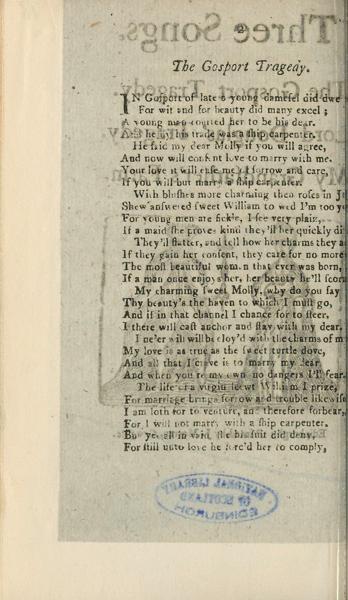 2
The Gosport Tragedy.
IN Gosport of late a young damsel did dwe
For wit and for beauty did many excel ;
A young man courted her to be his dear.
And he by his trade was a ship carpenter.
He said my dear Molly if you will agree,
And now will consent love to marry with me.
Your love it will ease me of sorrow and care,
If you will but marry a ship carpenter.
With blushes more charming then roses in J
She answered sweet William to wed I'm too yo
For young men are fickle, I see very plain,
If a maid she proves kind they'll her quickly di
They'll flatter, and tell how her charms they a
If they gain her consent, they care for no more
The most beautiful woman that ever was born,
If a man once enjoys her, her beauty he'll scor
My charming sweet Molly, why do you say
Thy beauty's the haven to which I must go,
And if in that channel I chance for to steer,
I there will cast anchor and stay with my dear.
I ne'er will be cloy'd with the charms of m
My love is as true as the sweet turtle dove,
And all that I crave is to marry my dear
And when you're my own no dangers I'll fear.
The life of a virgin sweet William I prize,
For marriage brings sorrow and trouble likewise
I am loth for to venture, and therefore forbear,
For I will not marry with a ship carpenter.
But yet all in vain, she his suit did deny,
For still unto love he forc'd her to comply,
NATIONAL LIBRARY
OF SCOTLAND
EDINBURGH